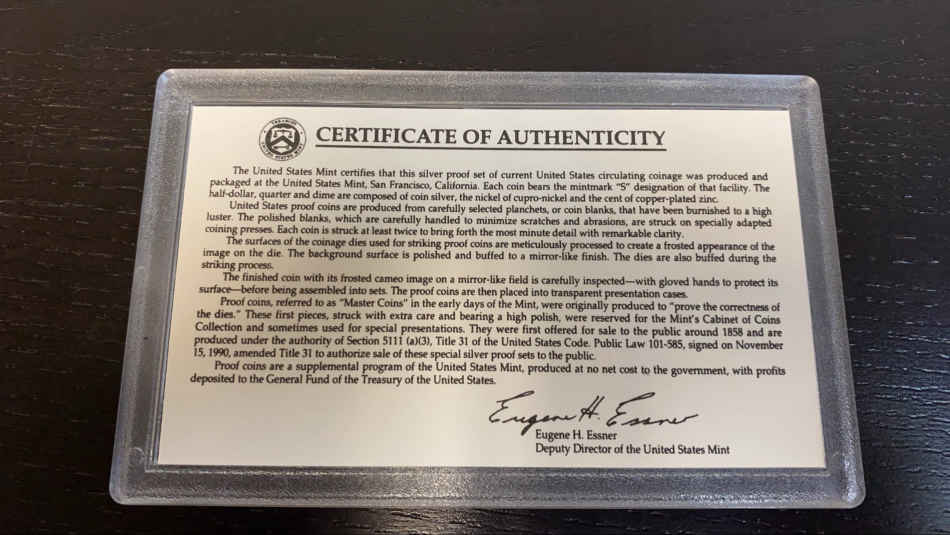 CERTIFICATE OF AUTHENTICITY
The United States Mint certifies that this silver proof set of current United States circulating coinage was produced and
packaged at the United States Mint, San Francisco, California. Each coin bears the mintmark "S" designation of that facility. The
half-dollar, quarter and dime are composed of coin silver, the nickel of cupro-nickel and the cent of copper-plated zinc.
United States proof coins are produced from carefully selected planchets, or coin blanks, that have been burnished to a high
luster. The polished blanks, which are carefully handled to minimize scratches and abrasions, are struck on specially adapted
coining presses. Each coin is struck at least twice to bring forth the most minute detail with remarkable clarity.
The surfaces of the coinage dies used for striking proof coins are meticulously processed to create a frosted appearance of the
image on the die. The background surface is polished and buffed to a mirror-like finish. The dies are also buffed during the
striking process.
The finished coin with its frosted cameo image on a mirror-like field is carefully inspected—with gloved hands to protect its
surface—before being assembled into sets. The proof coins are then placed into transparent presentation cases.
Proof coins, referred to as "Master Coins" in the early days of the Mint, were originally produced to "prove the correctness of
the dies." These first pieces, struck with extra care and bearing a high polish, were reserved for the Mint's Cabinet of Coins
Collection and sometimes used for special presentations. They were first offered for sale to the public around 1858 and are
produced under the authority of Section 5111 (a)(3), Title 31 of the United States Code. Public Law 101-585, signed on November
15, 1990, amended Title 31 to authorize sale of these special silver proof sets to the public.
Proof coins are a supplemental program of the United States Mint, produced at no net cost to the government, with profits
deposited to the General Fund of the Treasury of the United States.
Eugene H. Essner
Eugene H. Essner
Deputy Director of the United States Mint